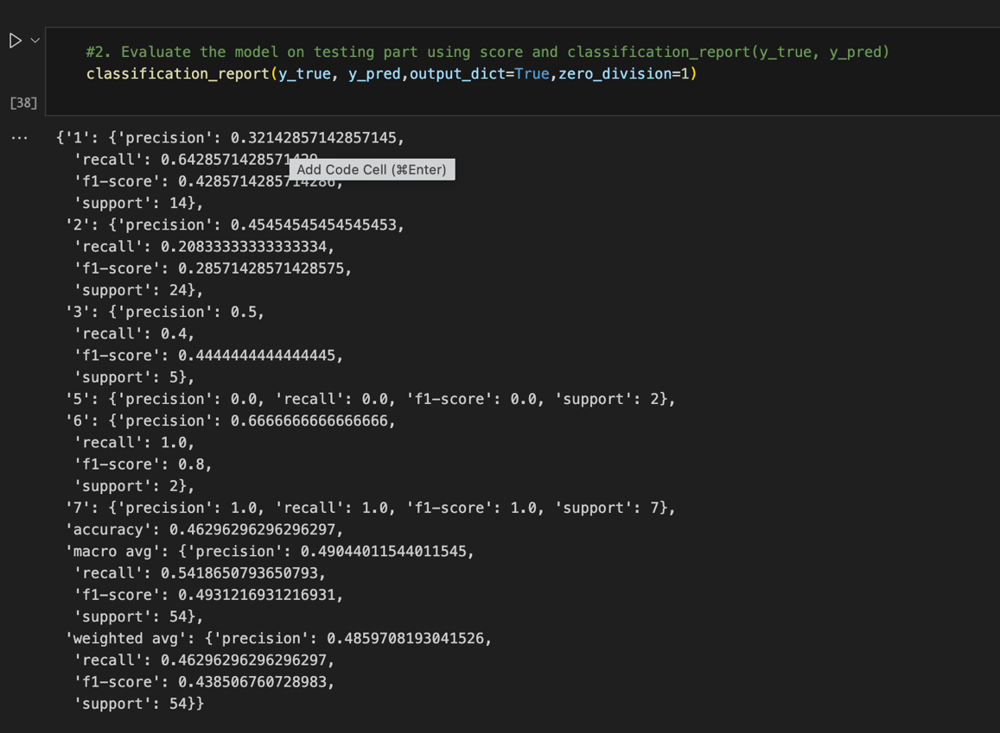 #2. Evaluate the model on testing part using score and classification_report(y_true, y_pred)
classification_report(y_true, y_pred,output_dict=True,zero_division=1)
[38]
... {'1': {'precision': 0.32142857142857145,
'recall': 0.6428571428571429,
Add Code Cell (⌘Enter)
'f1-score': 0.42857142857142866,
'support': 14},
'2': {'precision': 0.45454545454545453,
'recall': 0.20833333333333334,
'f1-score': 0.28571428571428575,
'support': 24},
'3': {'precision': 0.5,
'recall': 0.4,
'f1-score': 0.4444444444444445,
'support': 5},
'5': {'precision': 0.0, 'recall': 0.0, 'f1-score': 0.0, 'support': 2},
'6': {'precision': 0.6666666666666666,
'recall': 1.0,
'f1-score': 0.8,
'support': 2},
'7': {'precision': 1.0, 'recall': 1.0, 'f1-score': 1.0, 'support': 7},
'accuracy': 0.46296296296296297,
'macro avg': {'precision': 0.49044011544011545,
'recall': 0.5418650793650793,
'f1-score': 0.4931216931216931,
'support': 54},
'weighted avg': {'precision': 0.4859708193041526,
'recall': 0.46296296296296297,
'f1-score': 0.438506760728983,
'support': 54}}